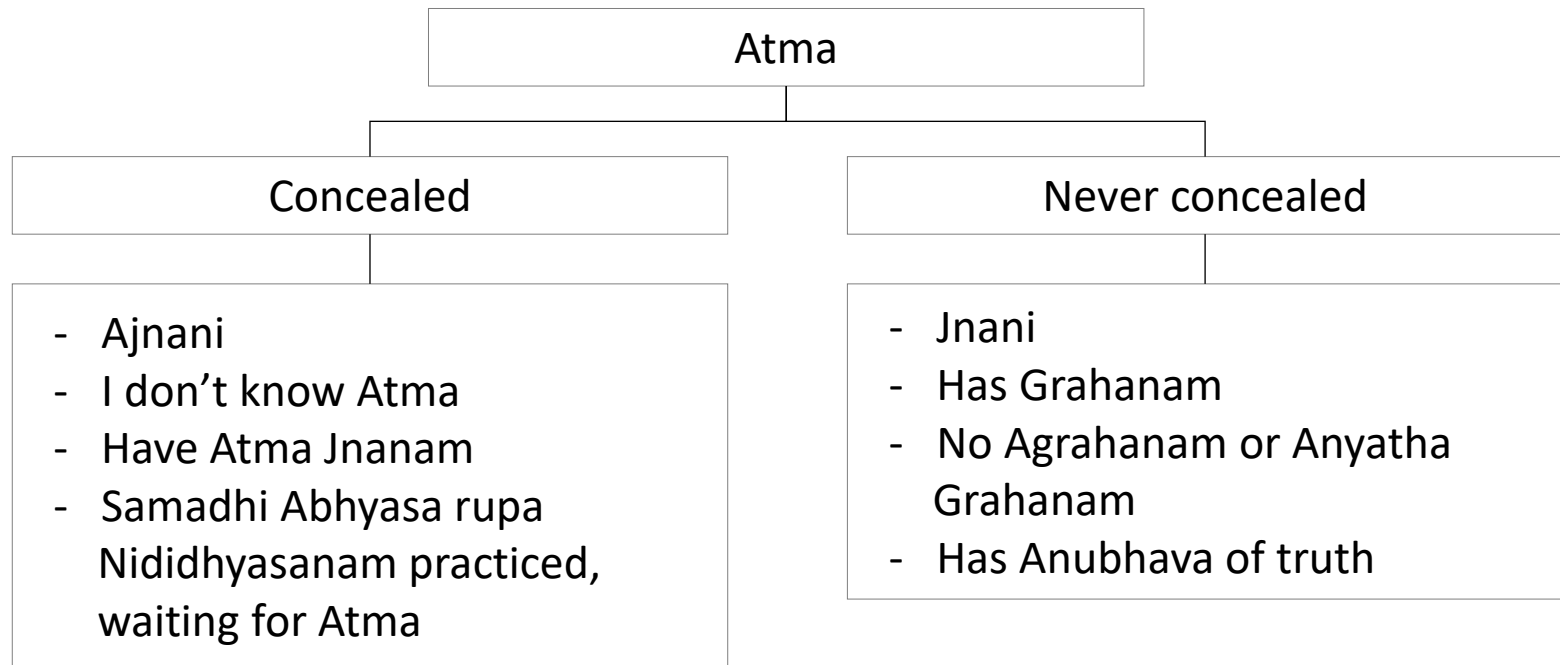 Atma
Concealed
Never concealed
- Ajnani
- I don’t know Atma
- Have Atma Jnanam
- Samadhi Abhyasa rupa
Nididhyasanam practiced,
waiting for Atma
- Jnani
- Has Grahanam
- No Agrahanam or Anyatha
Grahanam
- Has Anubhava of truth